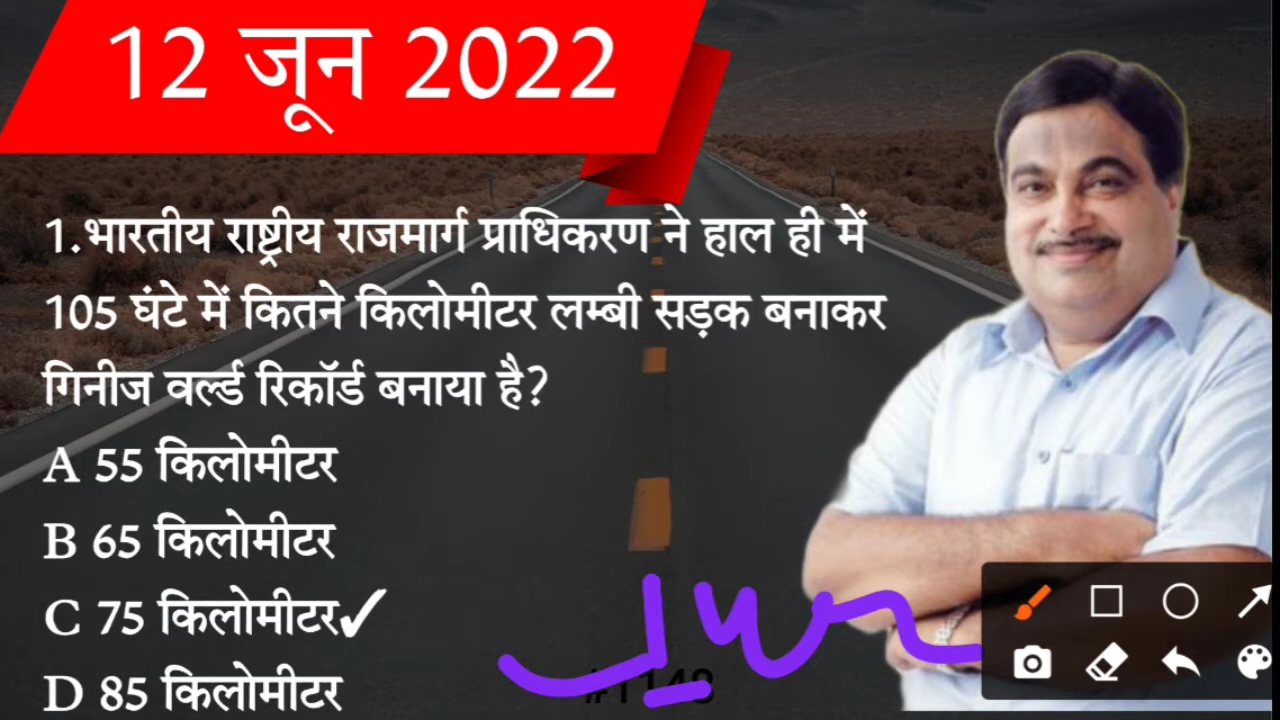 12 जून 2022
1.भारतीय राष्ट्रीय राजमार्ग प्राधिकरण ने हाल ही में
105 घंटे में कितने किलोमीटर लम्बी सड़क बनाकर
गिनीज वर्ल्ड रिकॉर्ड बनाया है?
A 55 किलोमीटर
B 65 किलोमीटर
C 75 किलोमीटर✓
D 85 किलोमीटर